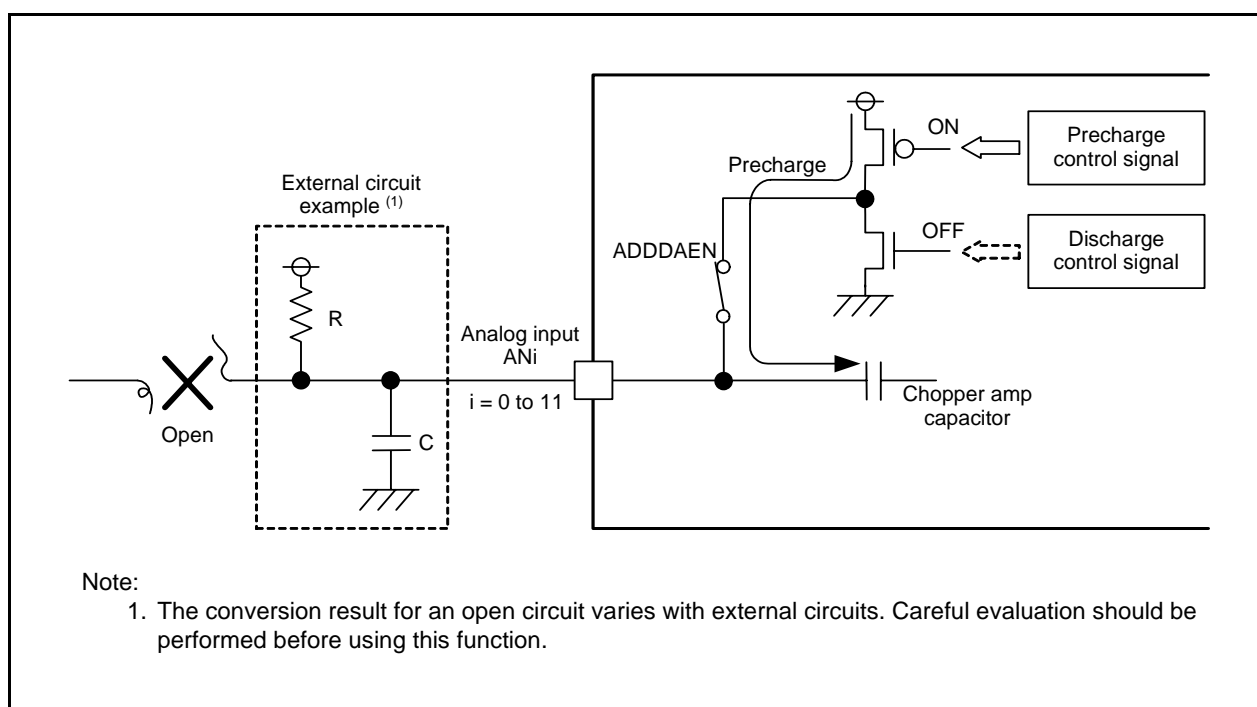 ON
Precharge
control signal
Precharge
External circuit
example (1)
OFF
Discharge
control signal
ADDDAEN
R
Analog input
ANi
i = 0 to 11
Chopper amp
capacitor
Open
C
Note:
1. The conversion result for an open circuit varies with external circuits. Careful evaluation should be
performed before using this function.